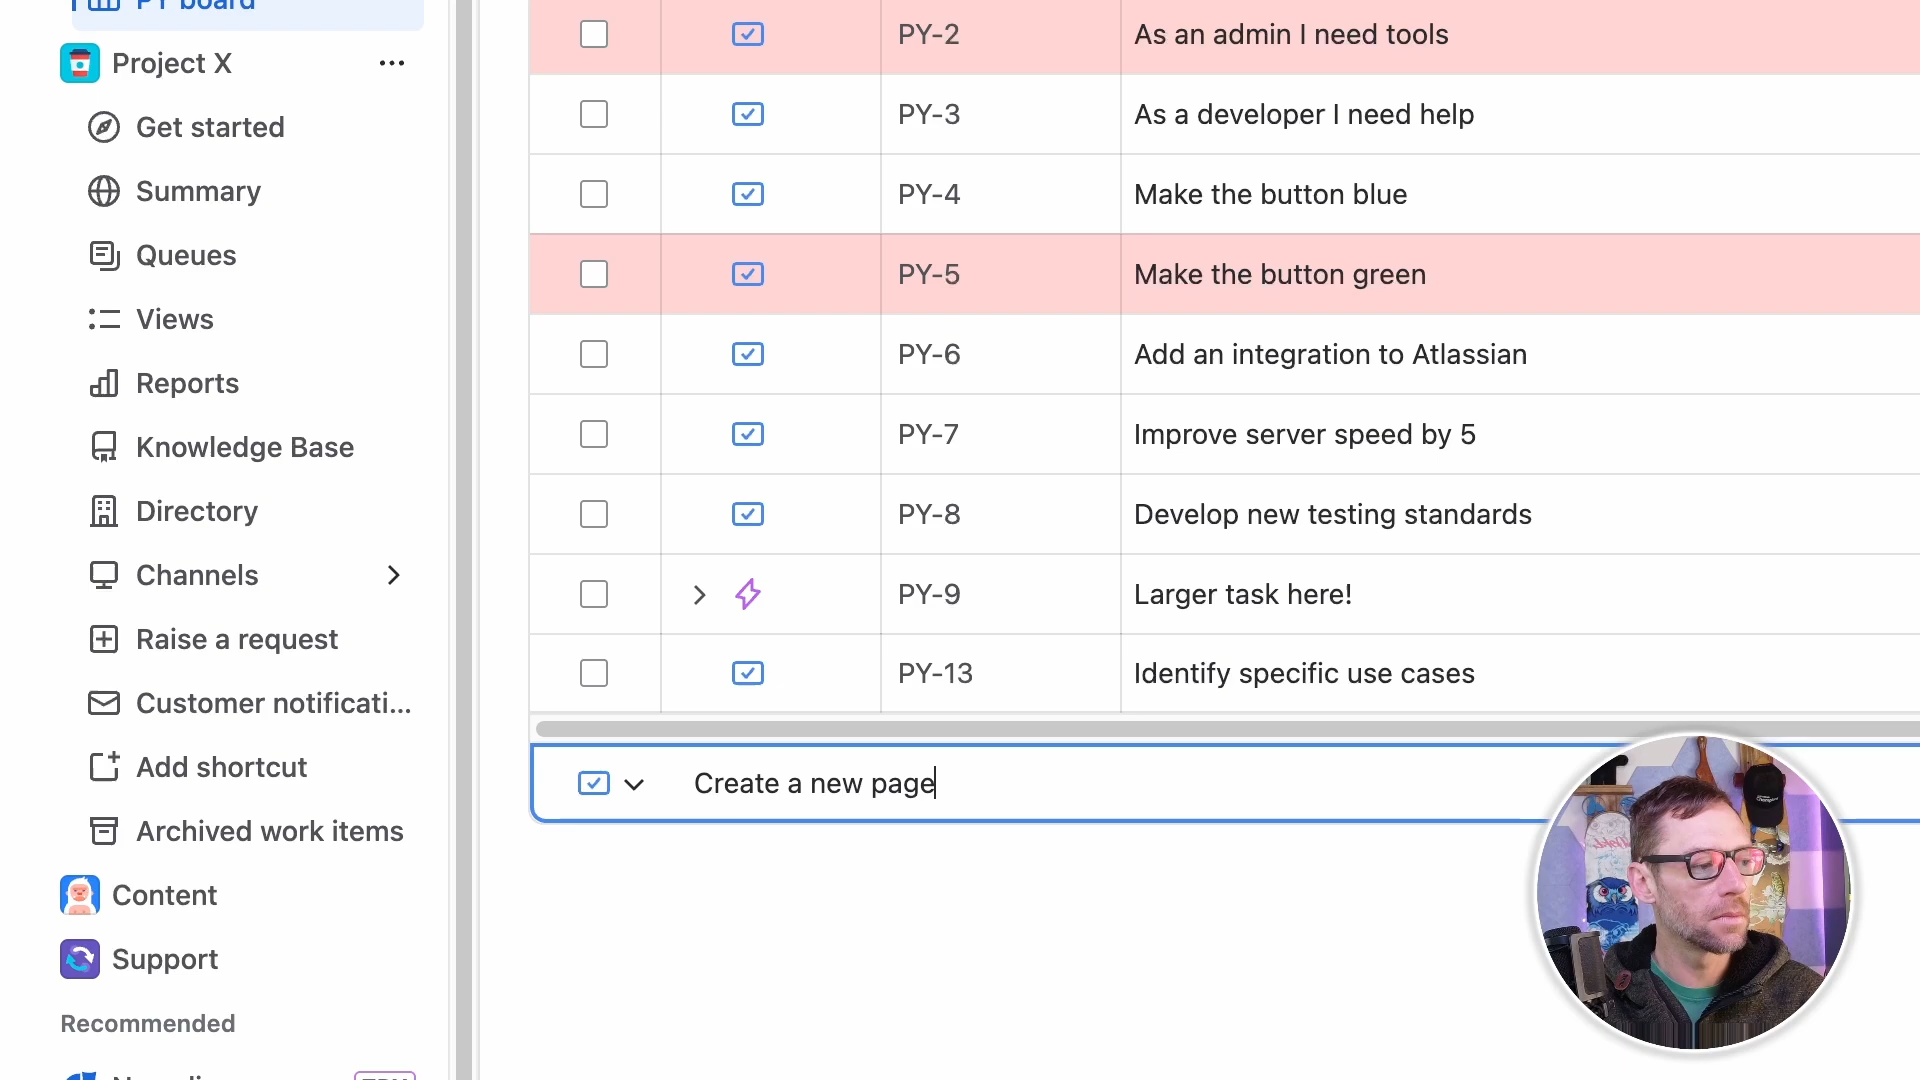 PY board
Project X
Get started
Summary
Queues
Views
Reports
Knowledge Base
Directory
Channels
Raise a request
Customer notificati...
Add shortcut
Archived work items
Content
Support
Recommended
PY-2 As an admin I need tools
PY-3 As a developer I need help
PY-4 Make the button blue
PY-5 Make the button green
PY-6 Add an integration to Atlassian
PY-7 Improve server speed by 5
PY-8 Develop new testing standards
PY-9 Larger task here!
PY-13 Identify specific use cases
Create a new page